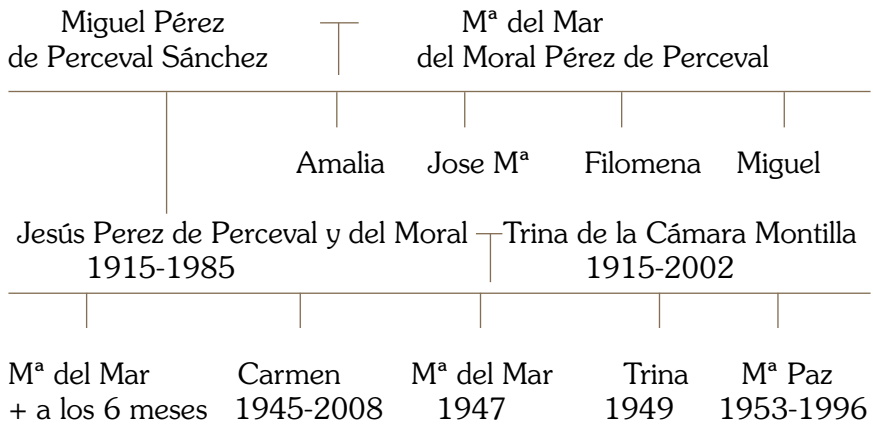 Miguel Pérez Mª del Mar
de Perceval Sánchez del Moral Pérez de Perceval
Amalia Jose Mª Filomena Miguel
Jesús Perez de Perceval y del Moral Trina de la Cámara Montilla
1915-1985 1915-2002
Mª del Mar Carmen Mª del Mar Trina Mª Paz
+ a los 6 meses 1945-2008 1947 1949 1953-1996